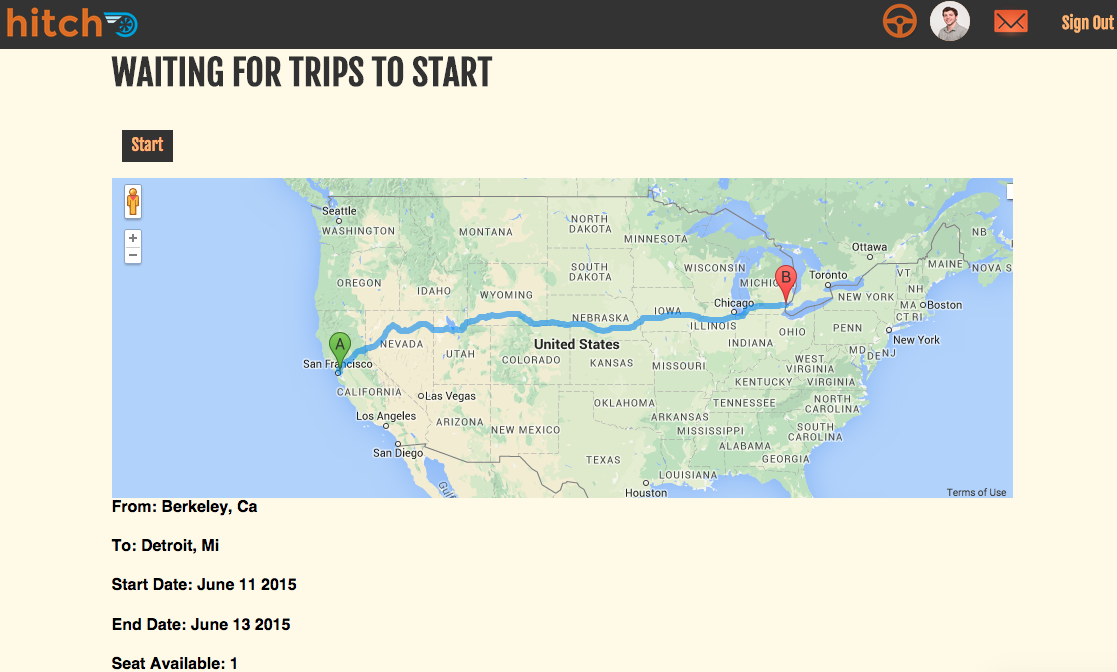 hitch
Sign Out
WAITING FOR TRIPS TO START
Start
Seattle
WASHINGTON
MONTANA
NORTH
DAKOTA
MINNESOTA
Ottawa
NB
MAINE
NOVA S
OREGON
IDAHO
WYOMING
SOUTH
DAKOTA
WISCONSIN
MICHIG
B
Toronto
VT
NH
NEW YORK
MA
Boston
CT
RI
Chicago
IOWA
NEBRASKA
ILLINOIS
INDIANA
OHIO
PENN
New York
A
San Francisco
NEVADA
UTAH
COLORADO
United States
KANSAS
MISSOURI
WEST
VIRGINIA
MD
DE
NJ
KENTUCKY
VIRGINIA
CALIFORNIA
Las Vegas
Los Angeles
ARIZONA
NEW MEXICO
OKLAHOMA
ARKANSAS
TENNESSEE
NORTH
CAROLINA
MISSISSIPPI
SOUTH
CAROLINA
San Diego
ALABAMA
GEORGIA
TEXAS
LOUISIANA
Houston
Gulf
Terms of Use
From: Berkeley, Ca
To: Detroit, Mi
Start Date: June 11 2015
End Date: June 13 2015
Seat Available: 1